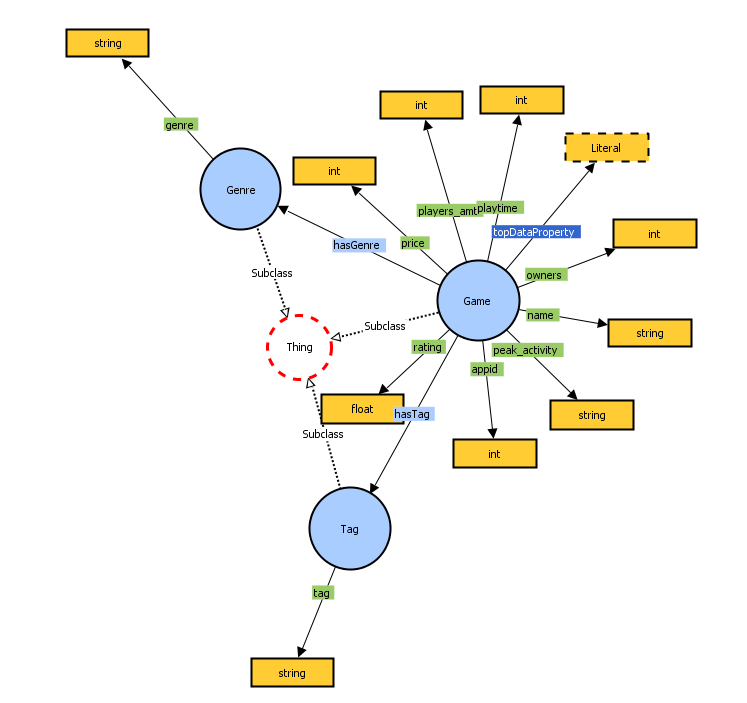 string
int
int
genre
Literal
int
Genre
players_amt
playtime
topDataProperty
int
hasGenre
price
Subclass
owners
Game
name
Subclass
string
Thing
rating
peak_activity
appid
float
hasTag
string
Subclass
int
Tag
tag
string